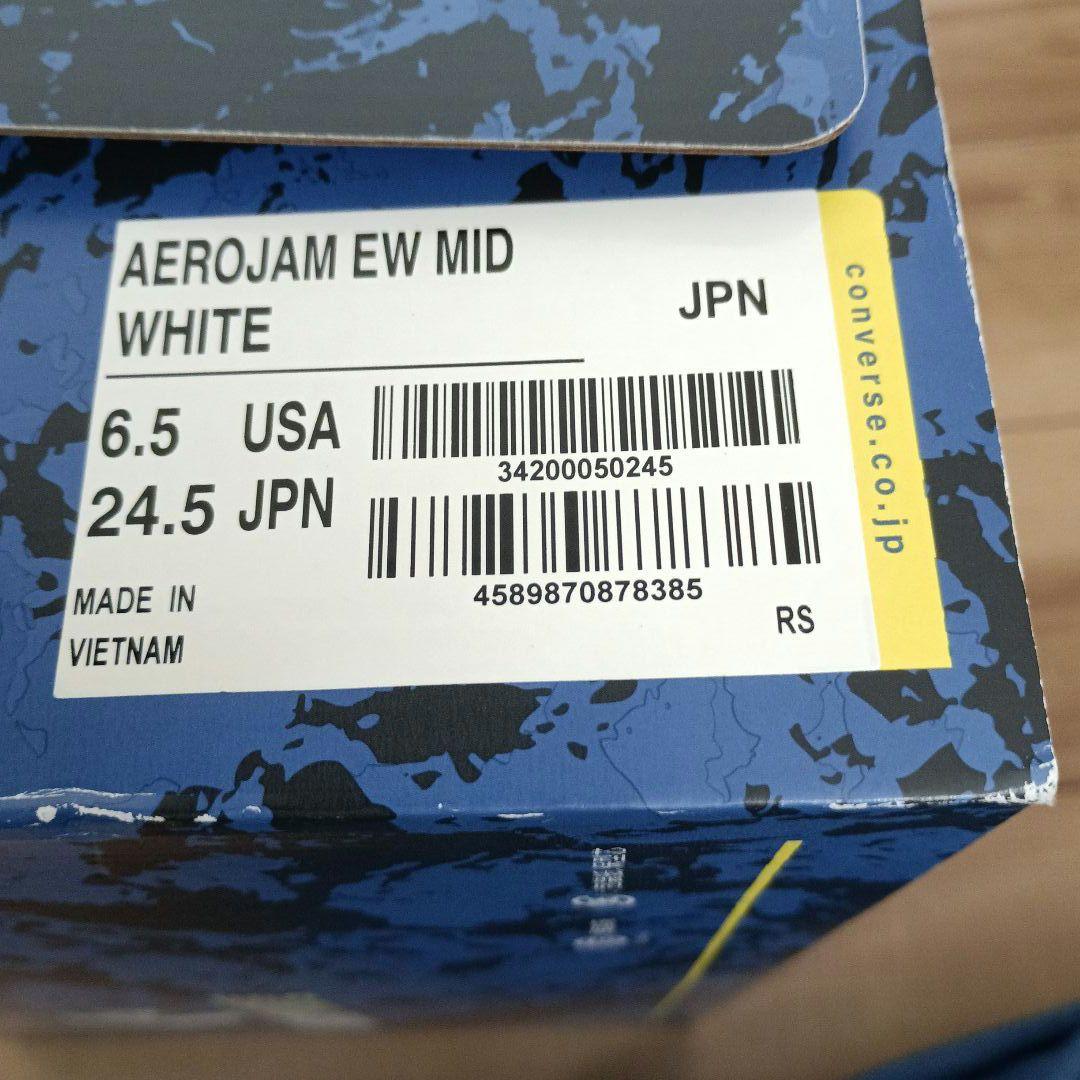 AEROJAM EW MID
WHITE
JPN
6.5 USA
34200050245
24.5 JPN
4589870878385
MADE IN
VIETNAM
RS
converse.co.jp